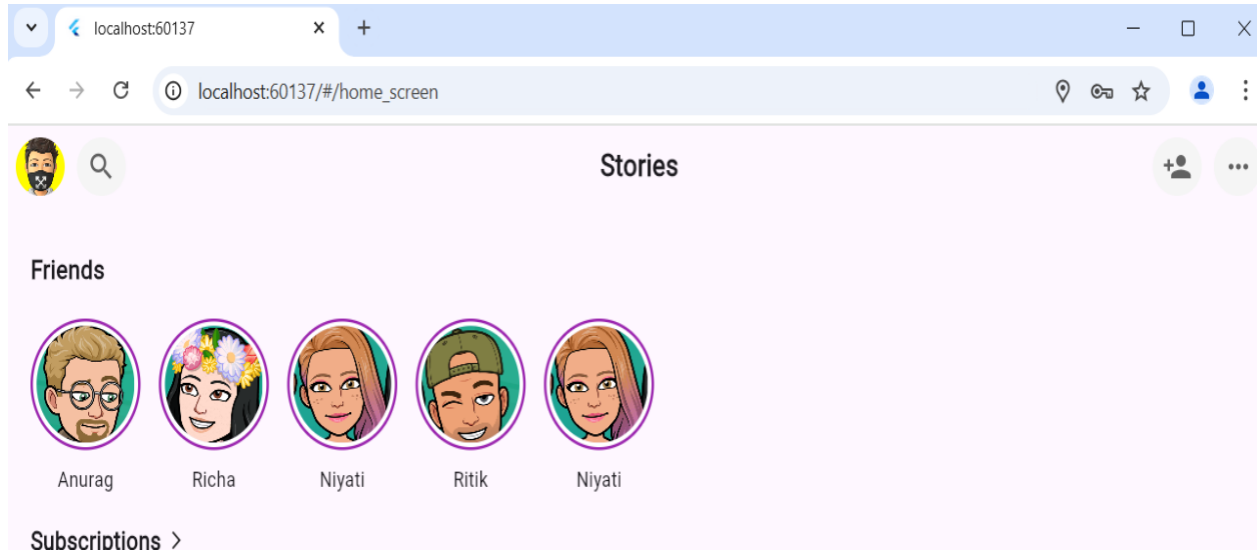 localhost:60137
localhost:60137/#/home_screen
Stories
Friends
Anurag Richa Niyati Ritik Niyati
Subscriptions